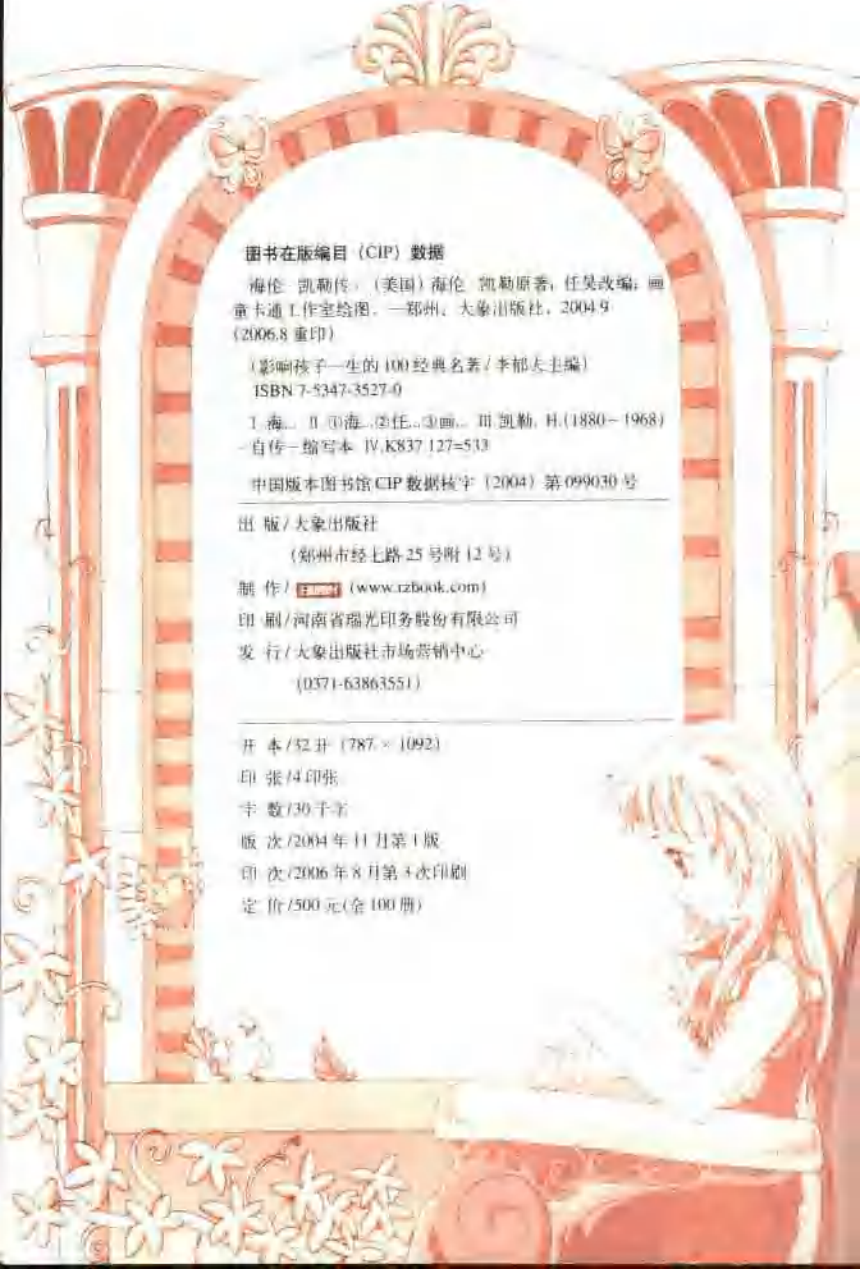 图书在版编目（CIP）数据
海伦 凯勒传 /（美国）海伦 凯勒原著；任昊改编；画
童卡通工作室绘图．—郑州：大象出版社，2004.9
(2006.8 重印)
(影响孩子一生的 100 经典名著 / 李郁夫主编)
ISBN 7-5347-3527-0
Ⅰ.海... Ⅱ.①海...②任...③画... Ⅲ.凯勒，H.(1880－1968)
－自传－缩写本 Ⅳ.K837.127=533
中国版本图书馆 CIP 数据核字（2004）第 099030 号
出 版 / 大象出版社
(郑州市经七路 25 号附 12 号)
制 作 / (www.rzbook.com)
印 刷 / 河南省瑞光印务股份有限公司
发 行 / 大象出版社市场营销中心
(0371-63863551)
开 本 /32 开 (787 × 1092)
印 张 /4 印张
字 数 /30 千字
版 次 /2004 年 11 月第 1 版
印 次 /2006 年 8 月第 3 次印刷
定 价 /500 元(全 100 册)